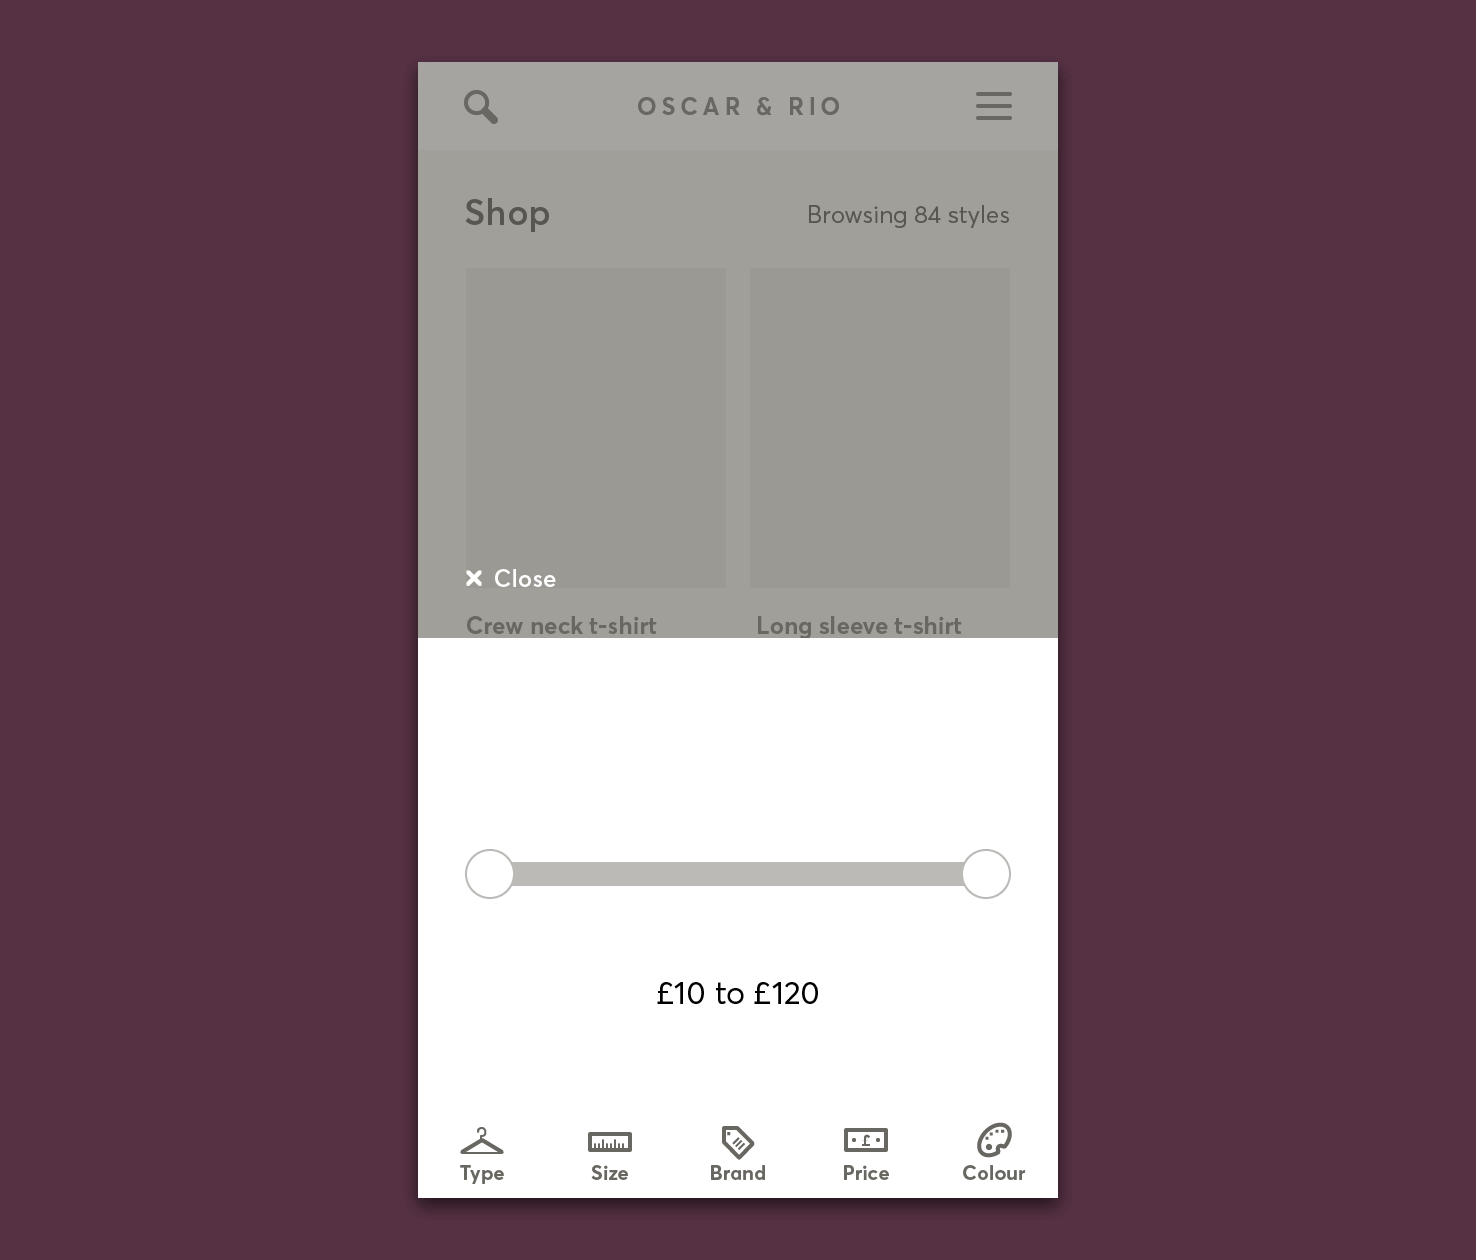 OSCAR & RIO
Shop
Browsing 84 styles
Close
Crew neck t-shirt
Long sleeve t-shirt
£10 to £120
Type
Size
Brand
£
Price
Colour